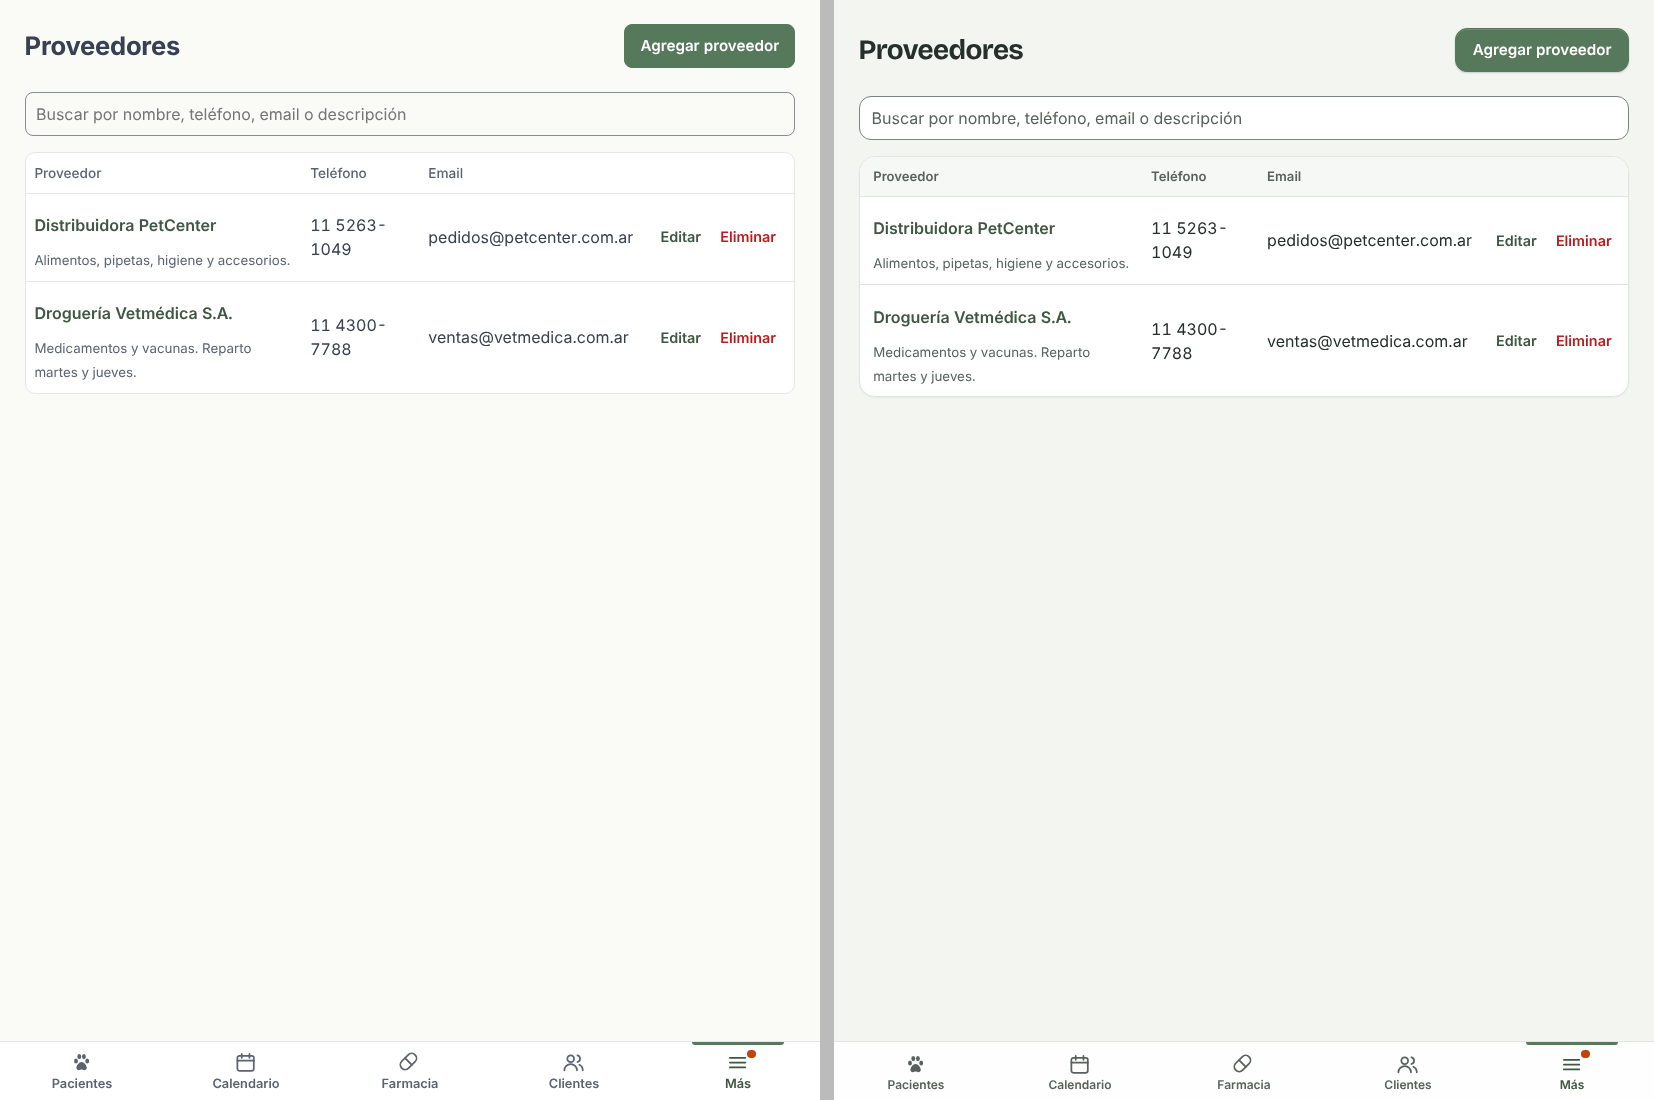 Proveedores
Agregar proveedor
Buscar por nombre, teléfono, email o descripción
Proveedor Teléfono Email
Distribuidora PetCenter
Alimentos, pipetas, higiene y accesorios.
11 5263-
1049
pedidos@petcenter.com.ar
Editar Eliminar
Droguería Vetmédica S.A.
Medicamentos y vacunas. Reparto
martes y jueves.
11 4300-
7788
ventas@vetmedica.com.ar
Editar Eliminar
Pacientes Calendario Farmacia Clientes Más
Proveedores
Agregar proveedor
Buscar por nombre, teléfono, email o descripción
Proveedor Teléfono Email
Distribuidora PetCenter
Alimentos, pipetas, higiene y accesorios.
11 5263-
1049
pedidos@petcenter.com.ar
Editar Eliminar
Droguería Vetmédica S.A.
Medicamentos y vacunas. Reparto
martes y jueves.
11 4300-
7788
ventas@vetmedica.com.ar
Editar Eliminar
Pacientes Calendario Farmacia Clientes Más